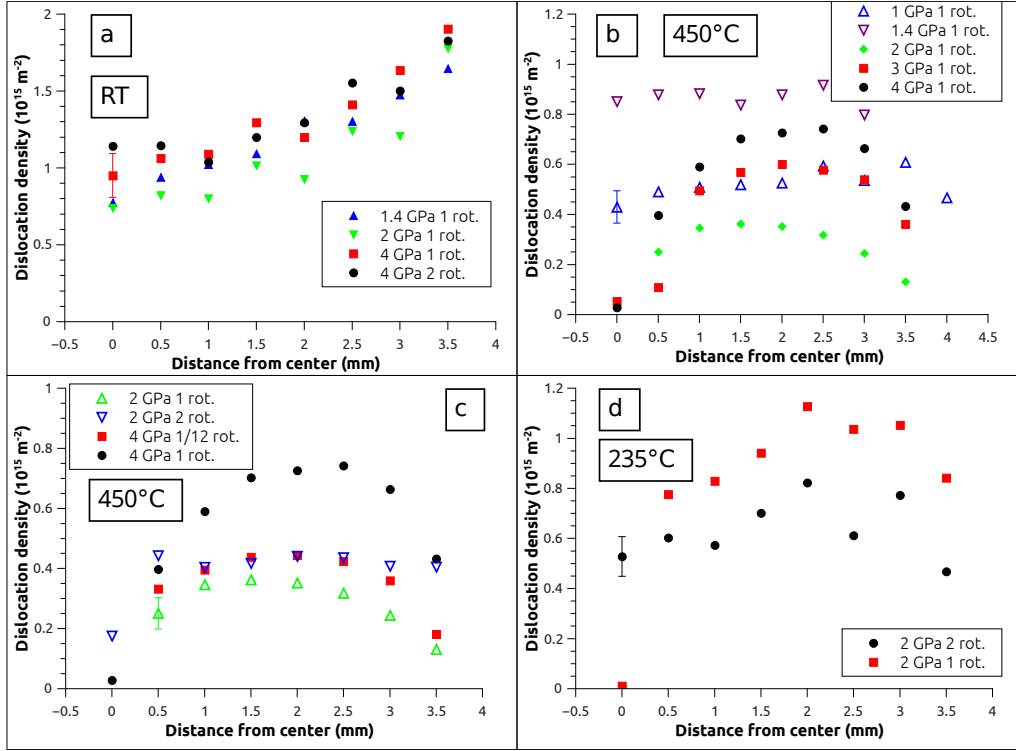 a
RT
Dislocation density (10¹⁵ m⁻²)
2
1.5
1
0.5
0
−0.5 0 0.5 1 1.5 2 2.5 3 3.5 4
Distance from center (mm)
1.4 GPa 1 rot.
2 GPa 1 rot.
4 GPa 1 rot.
4 GPa 2 rot.
b
450°C
1 GPa 1 rot.
1.4 GPa 1 rot.
2 GPa 1 rot.
3 GPa 1 rot.
4 GPa 1 rot.
Dislocation density (10¹⁵ m⁻²)
1.2
1
0.8
0.6
0.4
0.2
0
−0.5 0 0.5 1 1.5 2 2.5 3 3.5 4 4.5
Distance from center (mm)
c
450°C
2 GPa 1 rot.
2 GPa 2 rot.
4 GPa 1/12 rot.
4 GPa 1 rot.
Dislocation density (10¹⁵ m⁻²)
1
0.8
0.6
0.4
0.2
0
−0.5 0 0.5 1 1.5 2 2.5 3 3.5 4
Distance from center (mm)
d
235°C
Dislocation density (10¹⁵ m⁻²)
1.2
1
0.8
0.6
0.4
0.2
0
−0.5 0 0.5 1 1.5 2 2.5 3 3.5 4
Distance from center (mm)
2 GPa 2 rot.
2 GPa 1 rot.